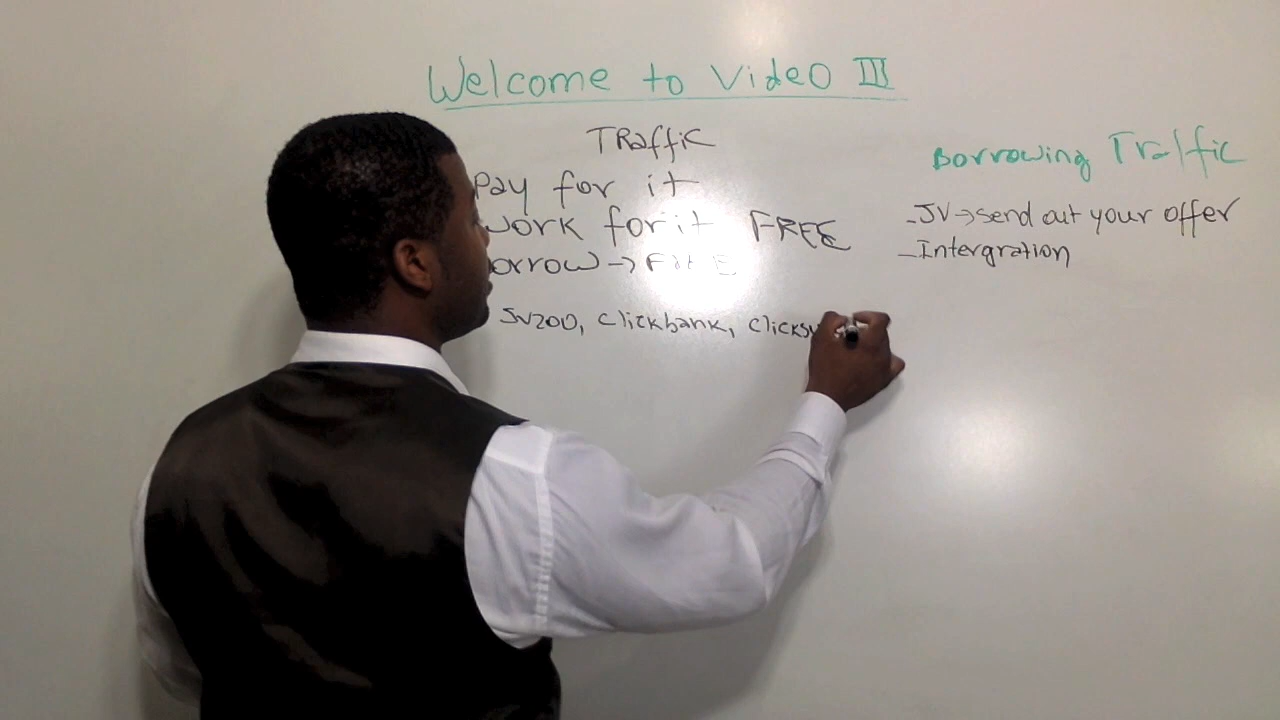 Welcome to Video III
TRaffic
Pay for it
work for it FREE
orrow → FREE
JVZOO, Clickbank,
Borrowing Traffic
- JV → send out your offer
- Intergration